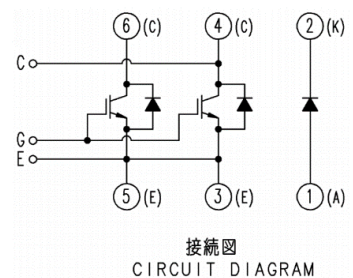 6 (C) 4 (C) 2 (K)
C
G
E
5 (E) 3 (E) 1 (A)
接続図
CIRCUIT DIAGRAM